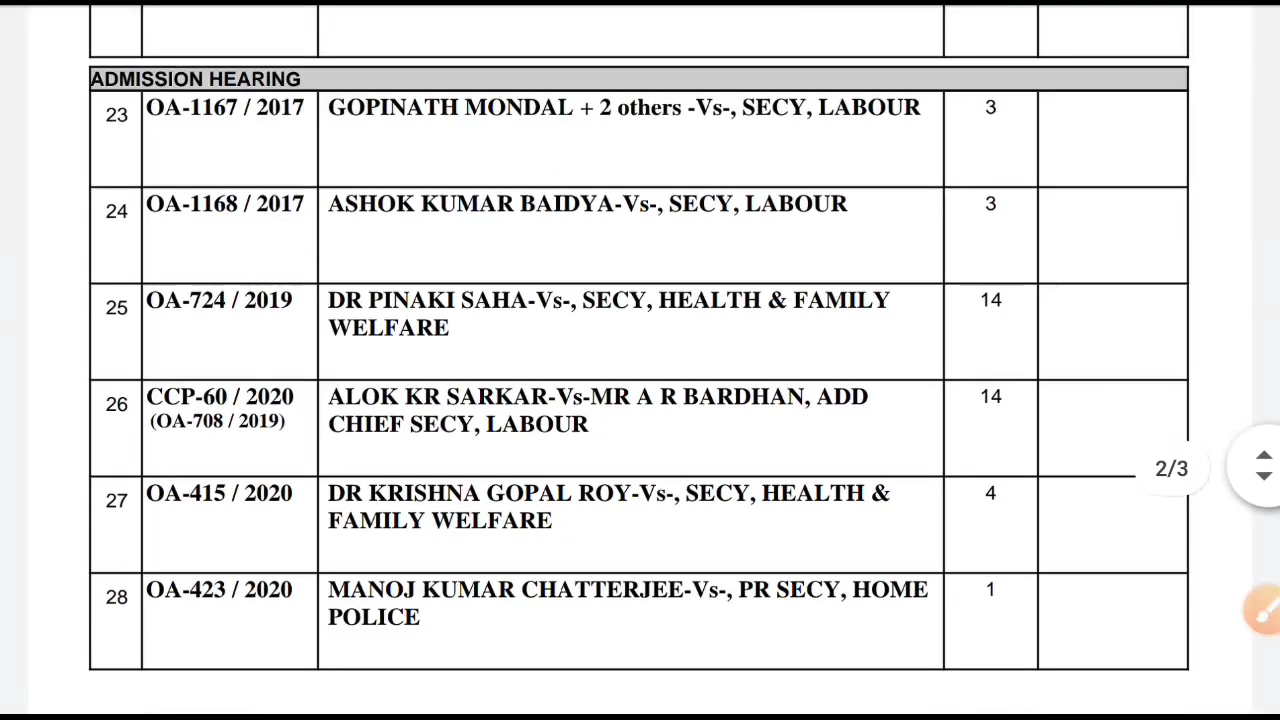 ADMISSION HEARING
23 OA-1167 / 2017 GOPINATH MONDAL + 2 others -Vs-, SECY, LABOUR 3
24 OA-1168 / 2017 ASHOK KUMAR BAIDYA-Vs-, SECY, LABOUR 3
25 OA-724 / 2019 DR PINAKI SAHA-Vs-, SECY, HEALTH & FAMILY 14
WELFARE
26 CCP-60 / 2020 ALOK KR SARKAR-Vs-MR A R BARDHAN, ADD 14
(OA-708 / 2019) CHIEF SECY, LABOUR
2/3
27 OA-415 / 2020 DR KRISHNA GOPAL ROY-Vs-, SECY, HEALTH & 4
FAMILY WELFARE
28 OA-423 / 2020 MANOJ KUMAR CHATTERJEE-Vs-, PR SECY, HOME 1
POLICE